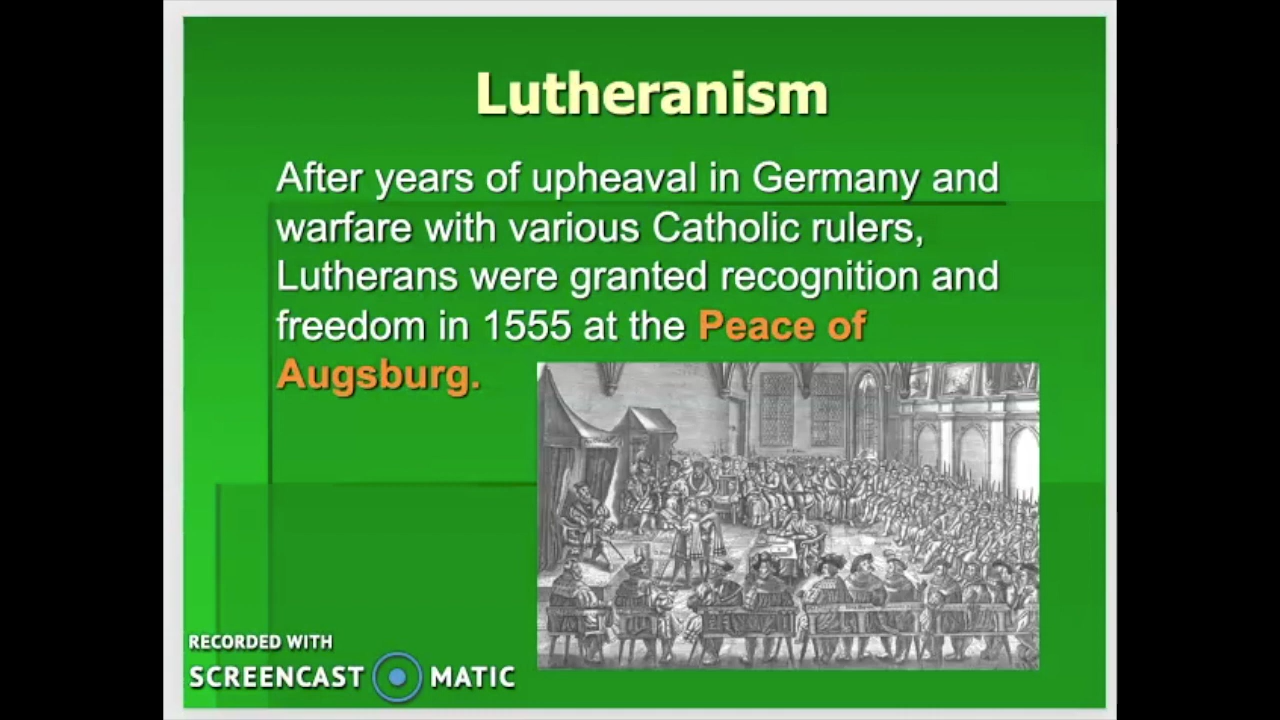 Lutheranism
After years of upheaval in Germany and
warfare with various Catholic rulers,
Lutherans were granted recognition and
freedom in 1555 at the Peace of
Augsburg.
RECORDED WITH
SCREENCAST MATIC